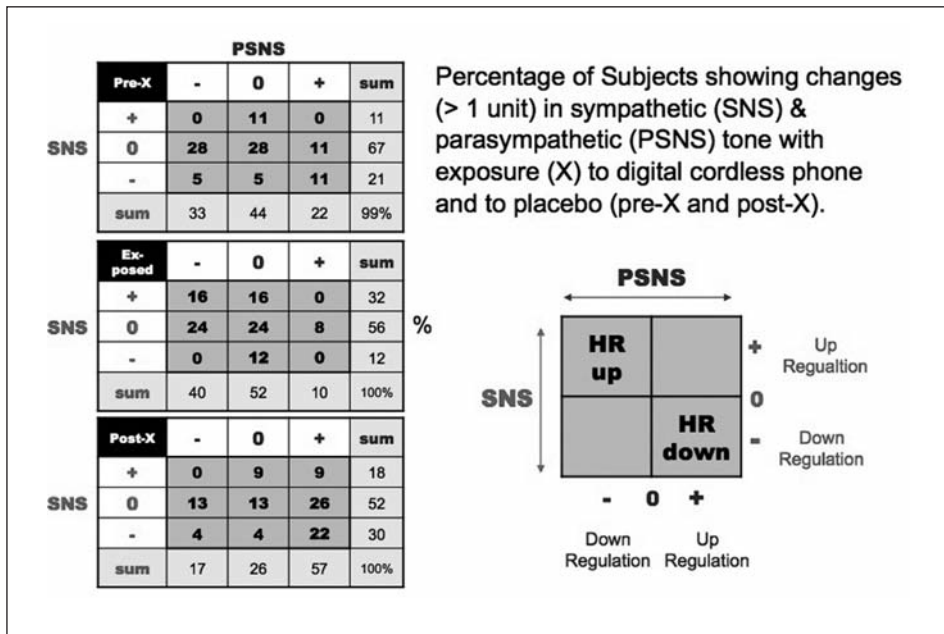 PSNS
Pre-X - 0 + sum
+ 0 11 0 11
SNS 0 28 28 11 67
- 5 5 11 21
sum 33 44 22 99%
Ex-
posed - 0 + sum
+ 16 16 0 32
SNS 0 24 24 8 56 %
- 0 12 0 12
sum 40 52 10 100%
Post-X - 0 + sum
+ 0 9 9 18
SNS 0 13 13 26 52
- 4 4 22 30
sum 17 26 57 100%
Percentage of Subjects showing changes
(> 1 unit) in sympathetic (SNS) &
parasympathetic (PSNS) tone with
exposure (X) to digital cordless phone
and to placebo (pre-X and post-X).
PSNS
HR
up
+ Up
Regualtion
SNS 0
HR
down
- Down
Regulation
- 0 +
Down Up
Regulation Regulation